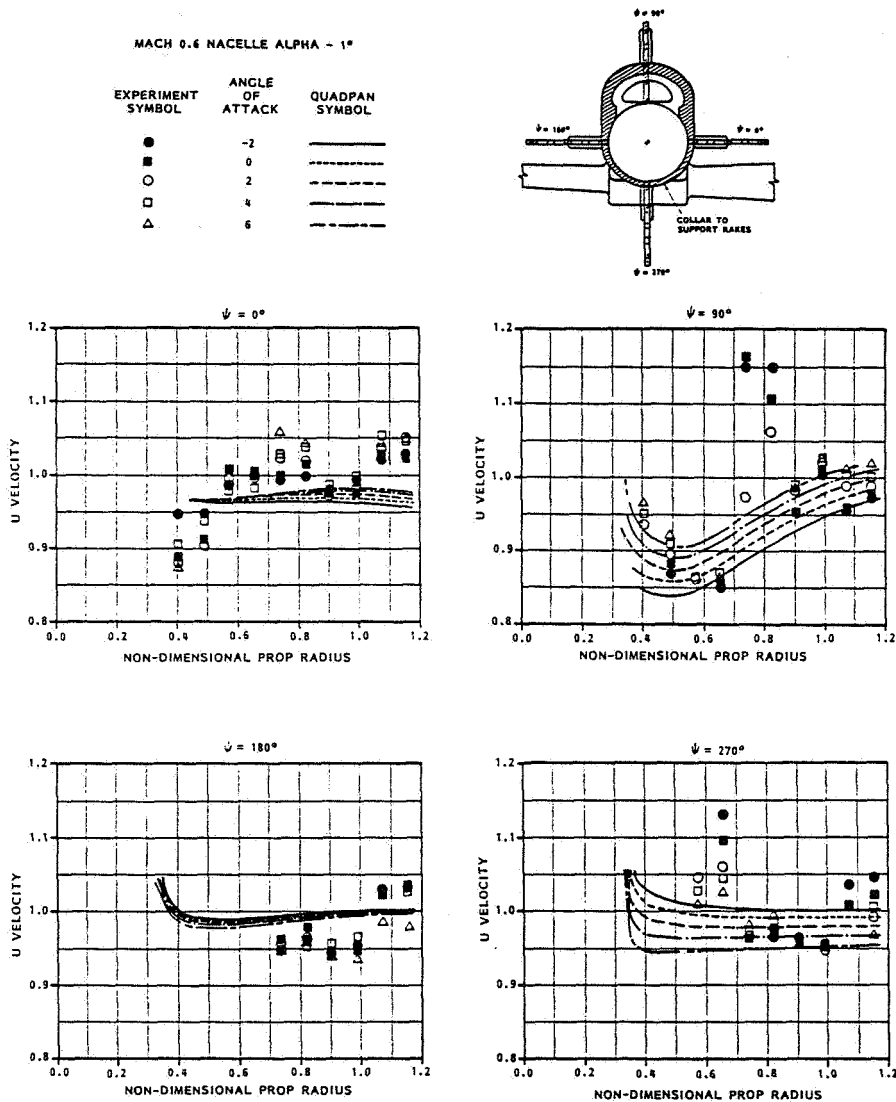 MACH 0.6 NACELLE ALPHA - 1°
EXPERIMENT SYMBOL
ANGLE OF ATTACK
QUADPAN SYMBOL
-2
0
2
4
6
ψ = 90°
ψ = 180°
ψ = 0°
COLLAR TO
SUPPORT RAKES
ψ = 270°
ψ = 0°
1.2
1.1
1.0
0.9
0.8
U VELOCITY
0.0 0.2 0.4 0.6 0.8 1.0 1.2
NON-DIMENSIONAL PROP RADIUS
ψ = 90°
1.2
1.1
1.0
0.9
0.8
U VELOCITY
0.0 0.2 0.4 0.6 0.8 1.0 1.2
NON-DIMENSIONAL PROP RADIUS
ψ = 180°
1.2
1.1
1.0
0.9
0.8
U VELOCITY
0.0 0.2 0.4 0.6 0.8 1.0 1.2
NON-DIMENSIONAL PROP RADIUS
ψ = 270°
1.2
1.1
1.0
0.9
0.8
U VELOCITY
0.0 0.2 0.4 0.6 0.8 1.0 1.2
NON-DIMENSIONAL PROP RADIUS